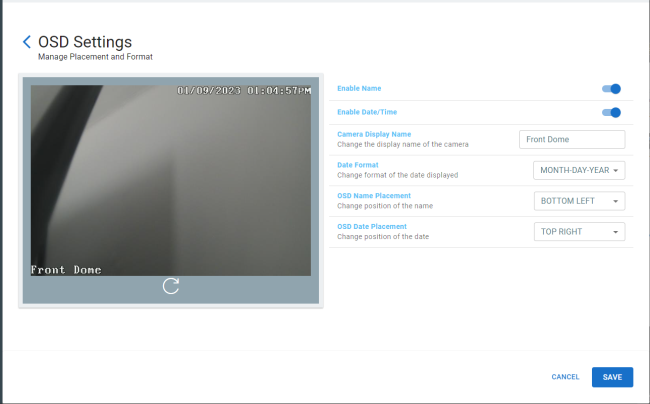 OSD Settings
Manage Placement and Format
01/09/2023 01:04:57PM
Front Dome
Enable Name
Enable Date/Time
Camera Display Name
Change the display name of the camera
Front Dome
Date Format
Change format of the date displayed
MONTH-DAY-YEAR
OSD Name Placement
Change position of the name
BOTTOM LEFT
OSD Date Placement
Change position of the date
TOP RIGHT
CANCEL
SAVE